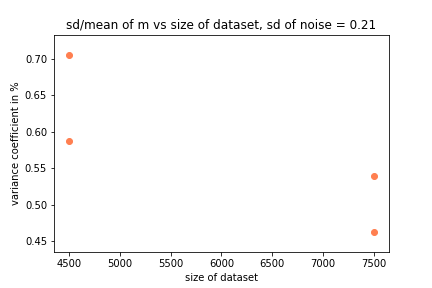 sd/mean of m vs size of dataset, sd of noise = 0.21
variance coefficient in %
0.70
0.65
0.60
0.55
0.50
0.45
4500 5000 5500 6000 6500 7000 7500
size of dataset